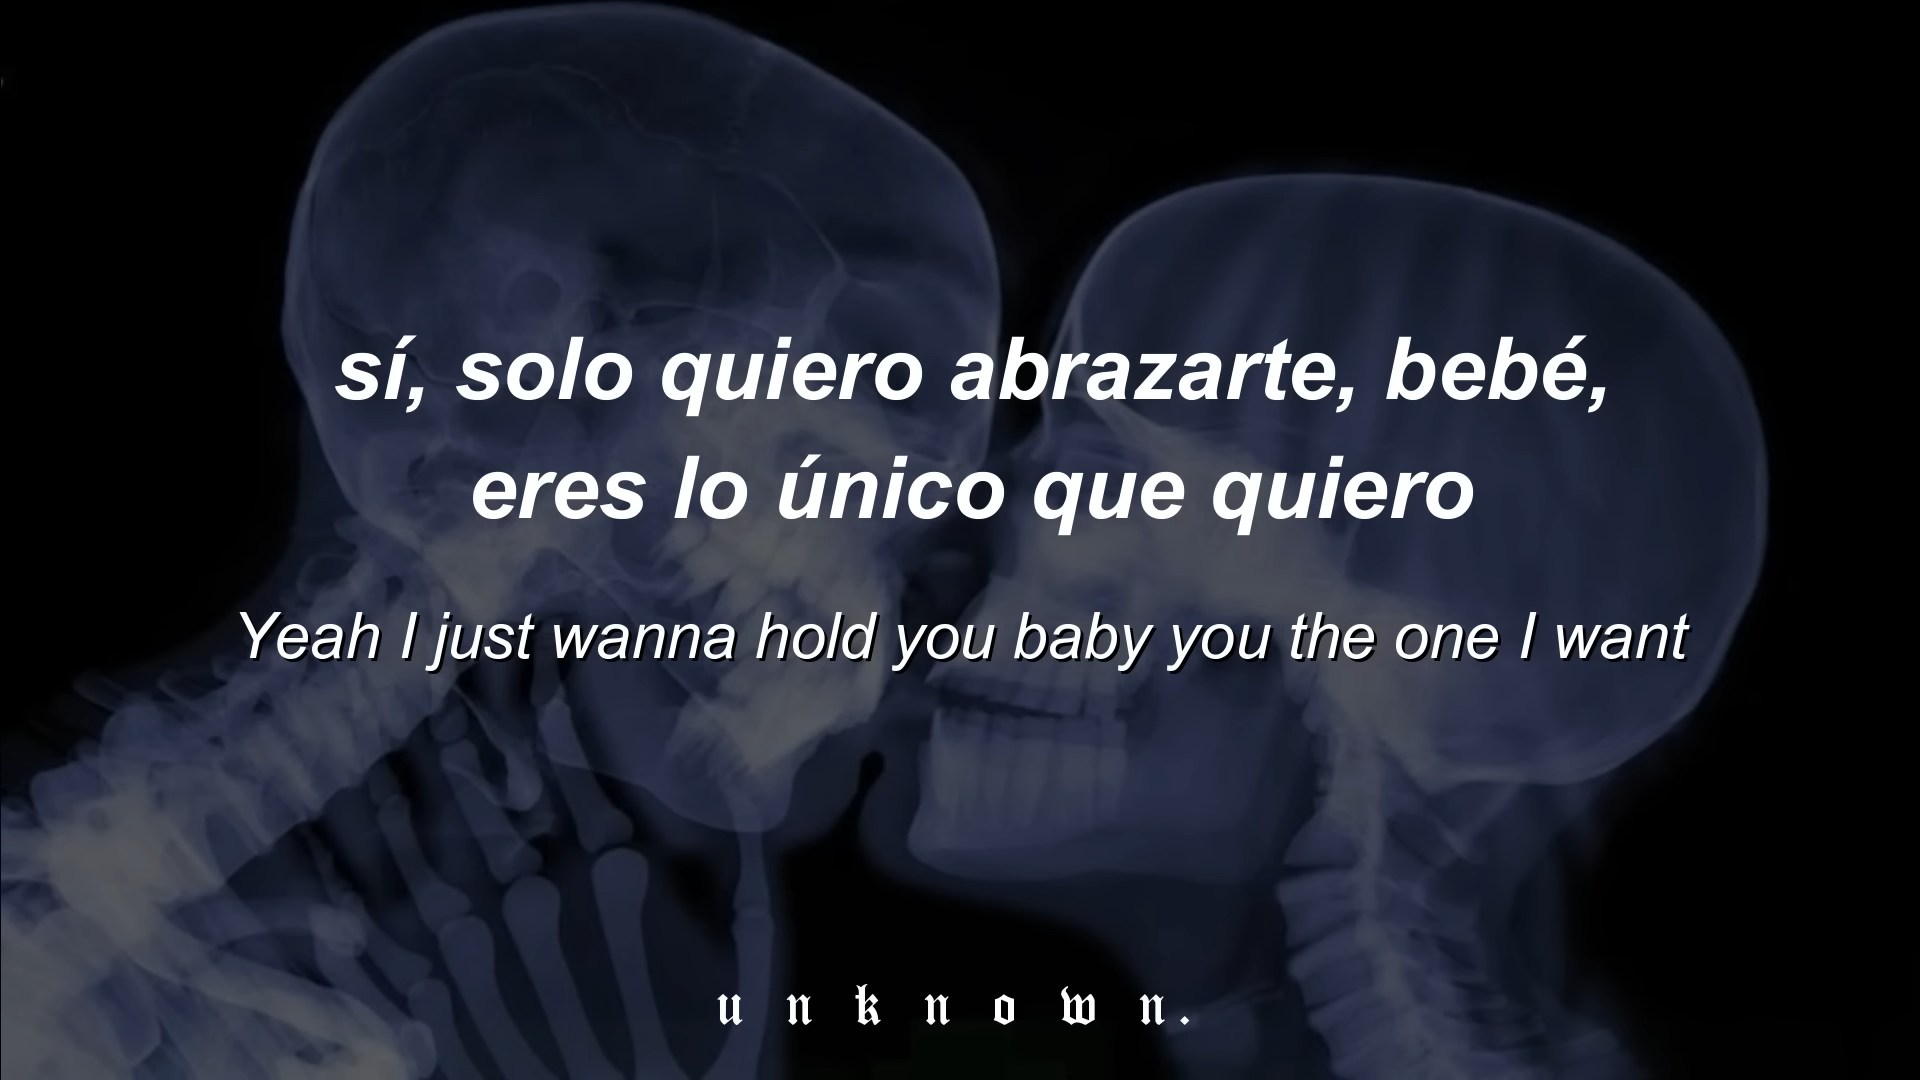 sí, solo quiero abrazarte, bebé,
eres lo único que quiero
Yeah I just wanna hold you baby you the one I want
unknown.